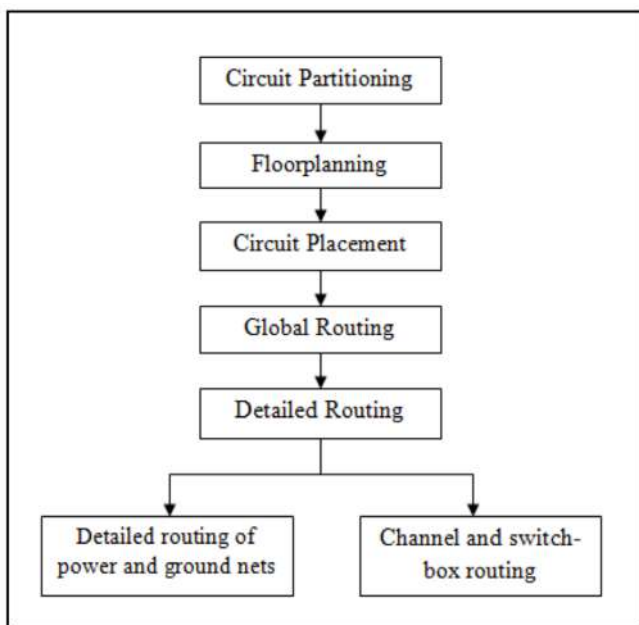 Circuit Partitioning
Floorplanning
Circuit Placement
Global Routing
Detailed Routing
Detailed routing of
power and ground nets
Channel and switch-
box routing